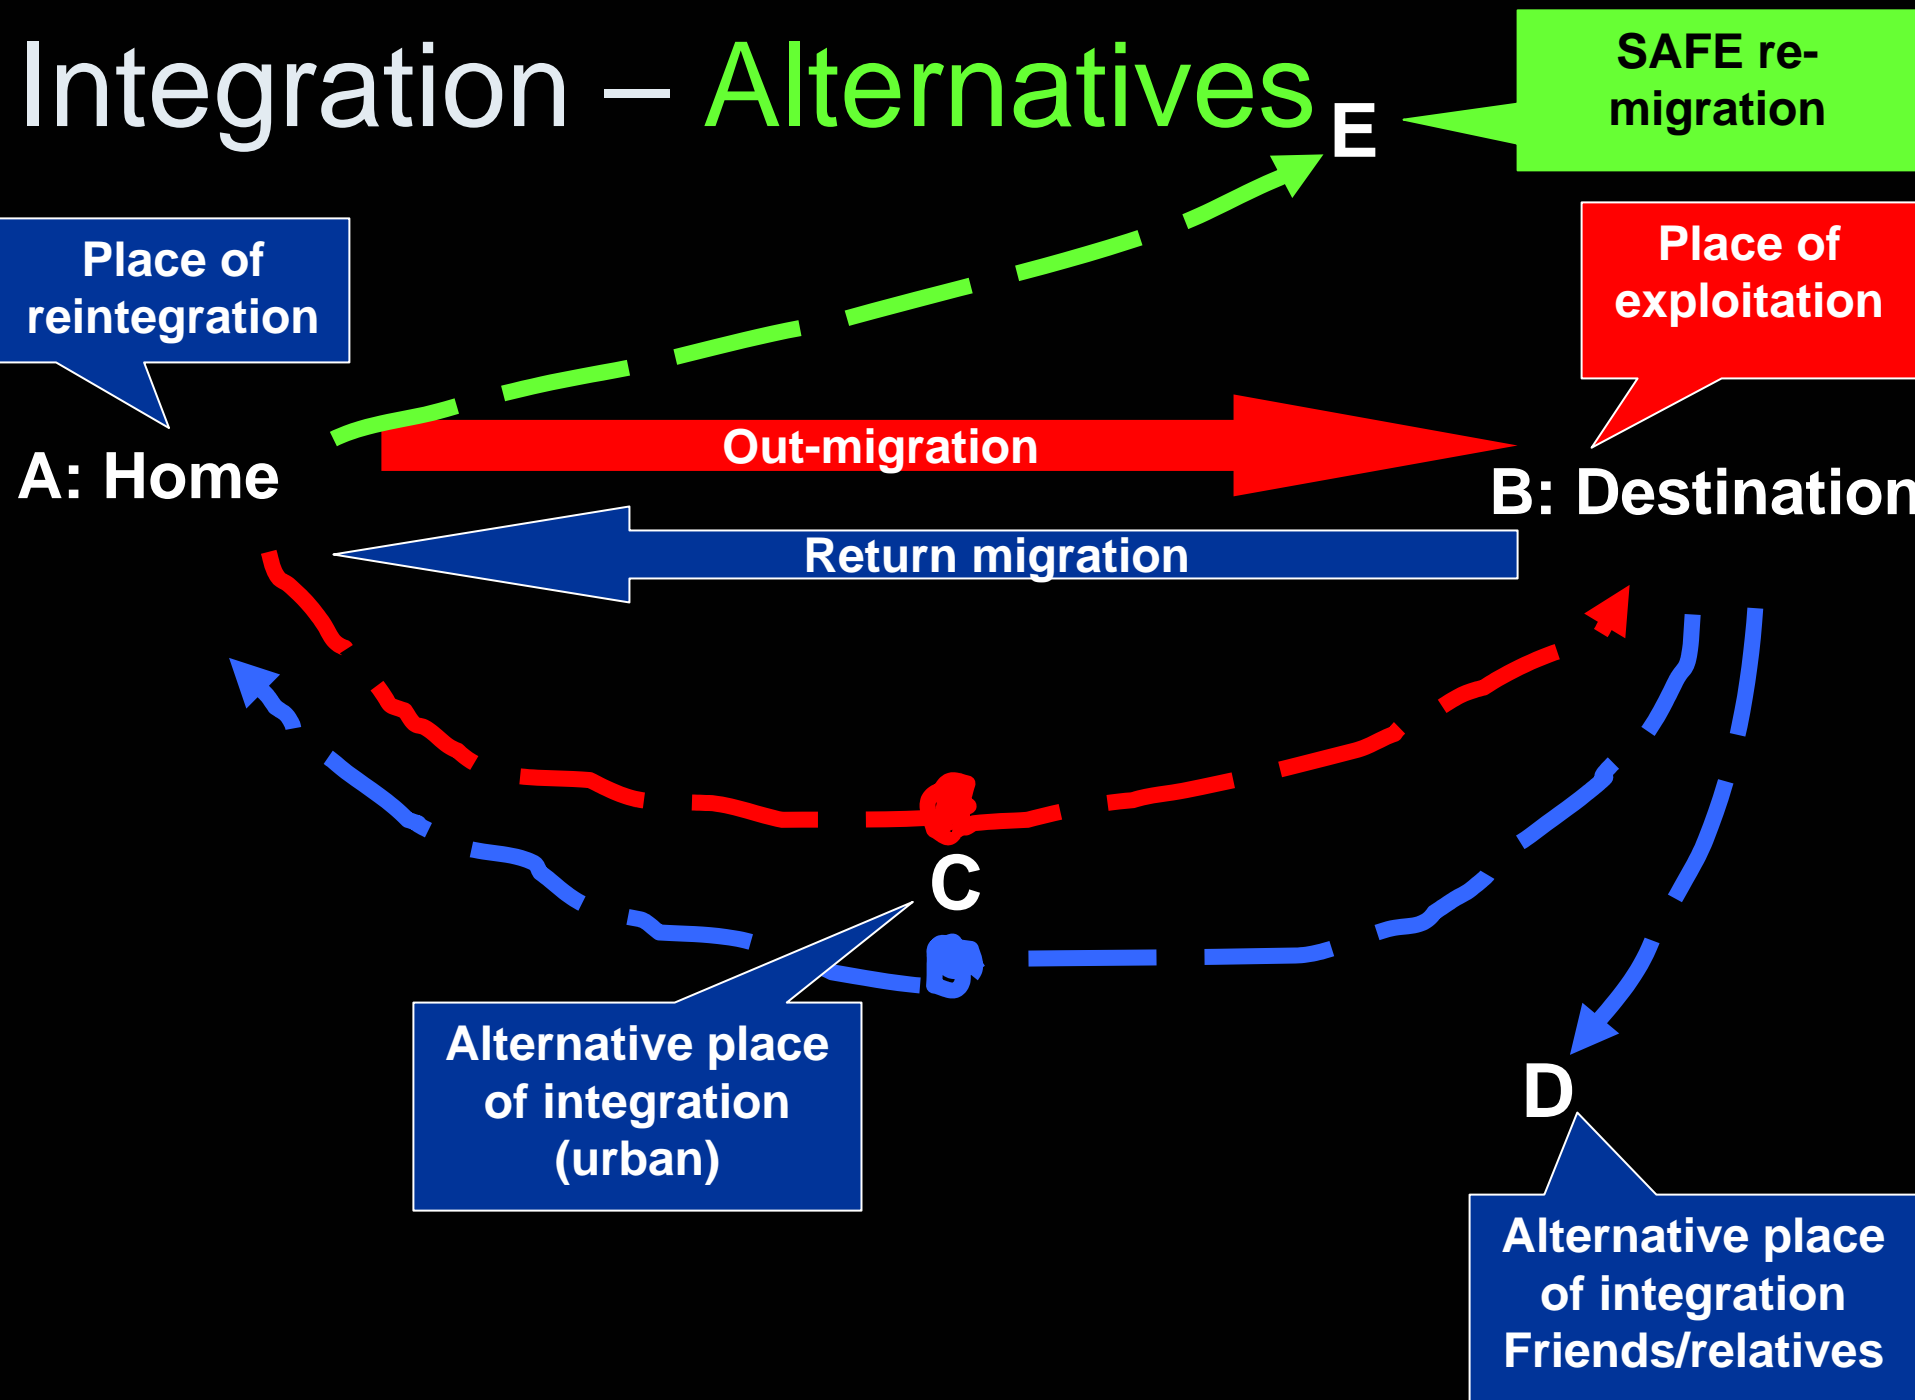 Integration – Alternatives
E
SAFE re-
migration
Place of
reintegration
Place of
exploitation
A: Home
Out-migration
B: Destination
Return migration
C
Alternative place
of integration
(urban)
D
Alternative place
of integration
Friends/relatives